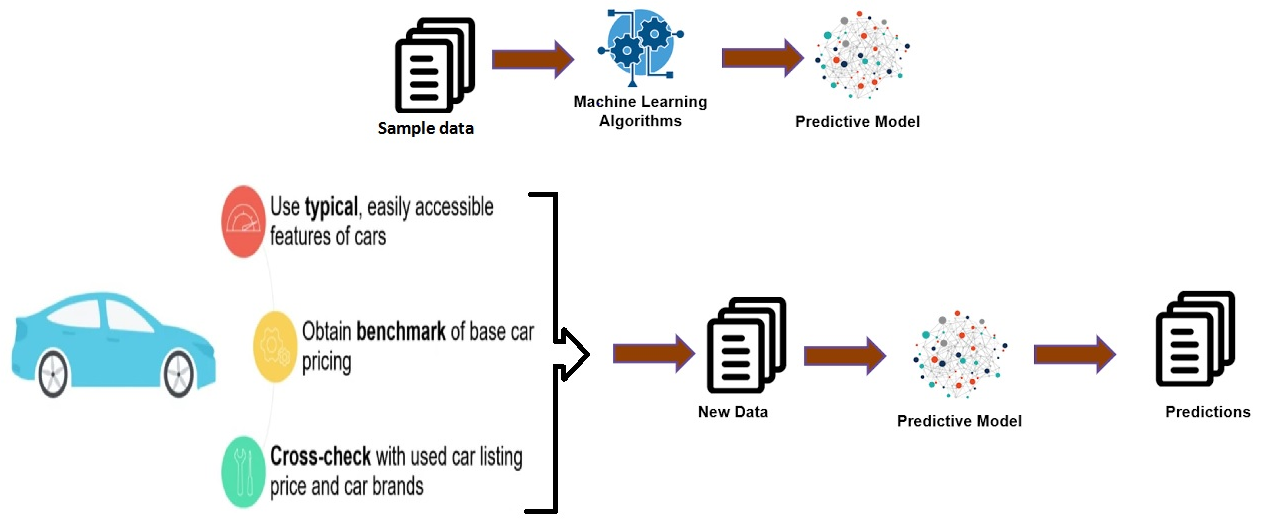 Sample data
Machine Learning
Algorithms
Predictive Model
Use typical, easily accessible
features of cars
Obtain benchmark of base car
pricing
Cross-check with used car listing
price and car brands
New Data
Predictive Model
Predictions